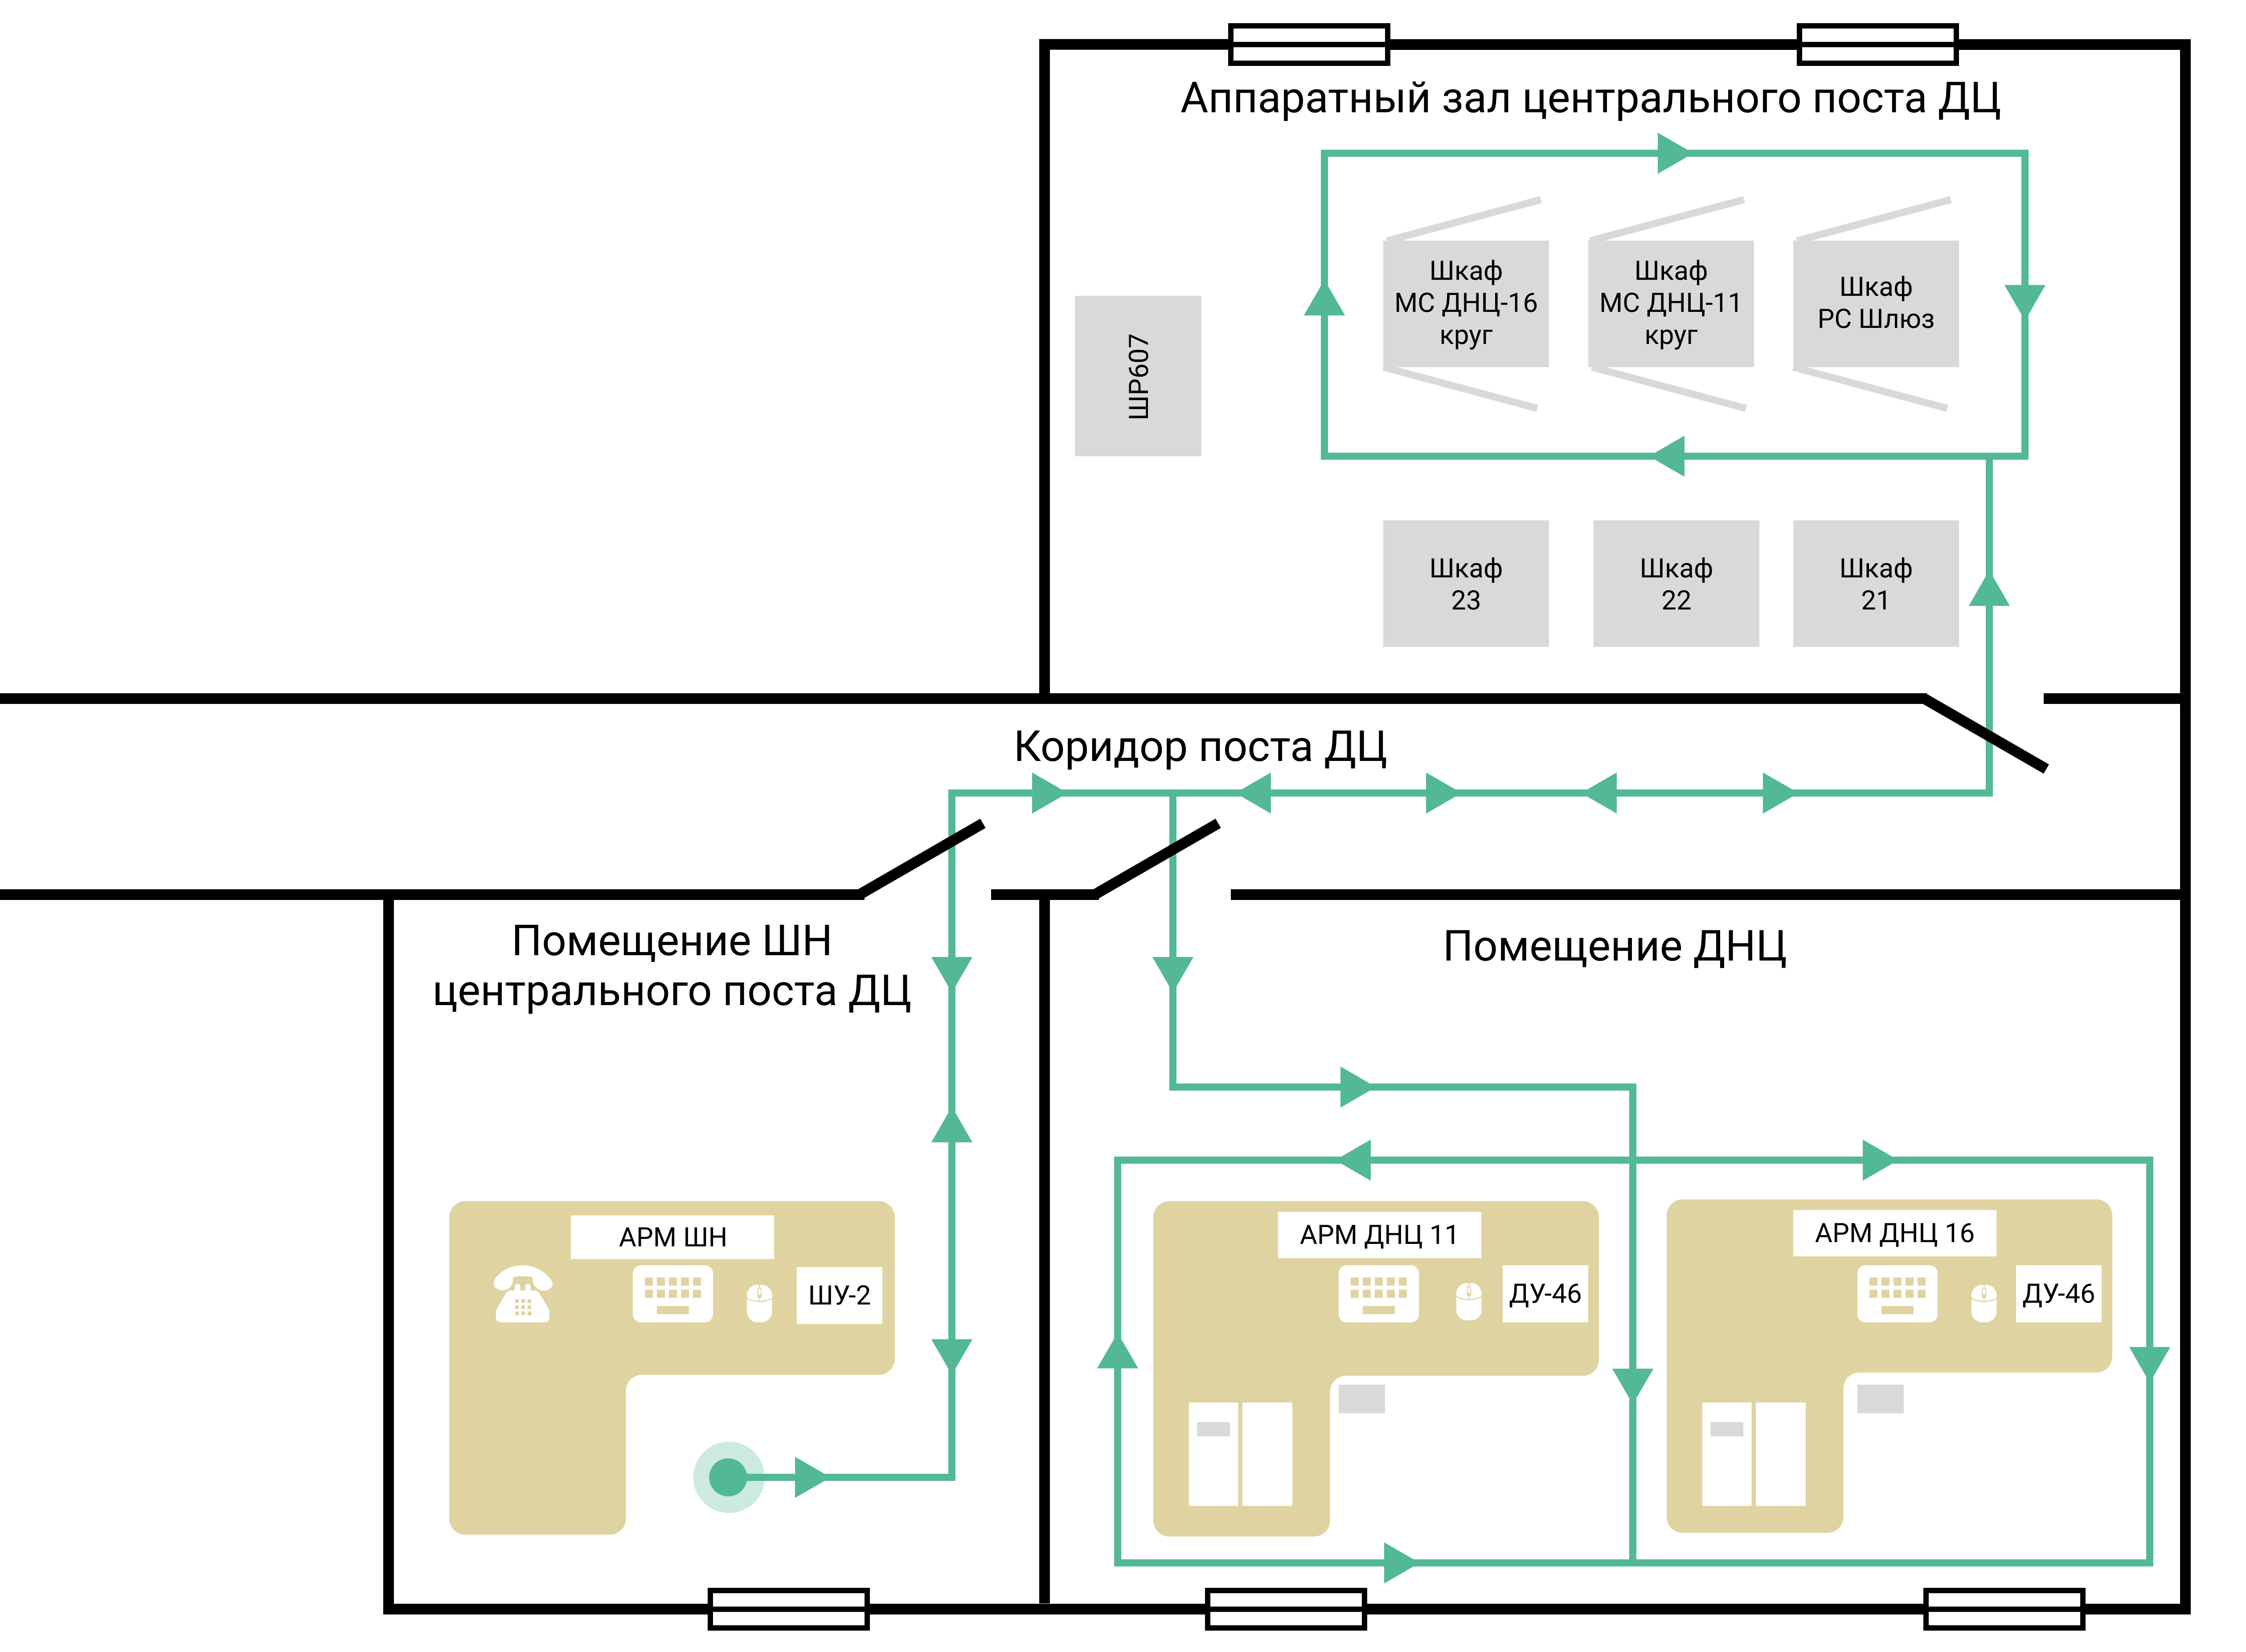 Аппаратный зал центрального поста ДЦ
Шкаф
МС ДНЦ-16
круг
Шкаф
МС ДНЦ-11
круг
Шкаф
РС Шлюз
ШР607
Шкаф
23
Шкаф
22
Шкаф
21
Коридор поста ДЦ
Помещение ШН
центрального поста ДЦ
Помещение ДНЦ
АРМ ШН
ШУ-2
АРМ ДНЦ 11
ДУ-46
АРМ ДНЦ 16
ДУ-46